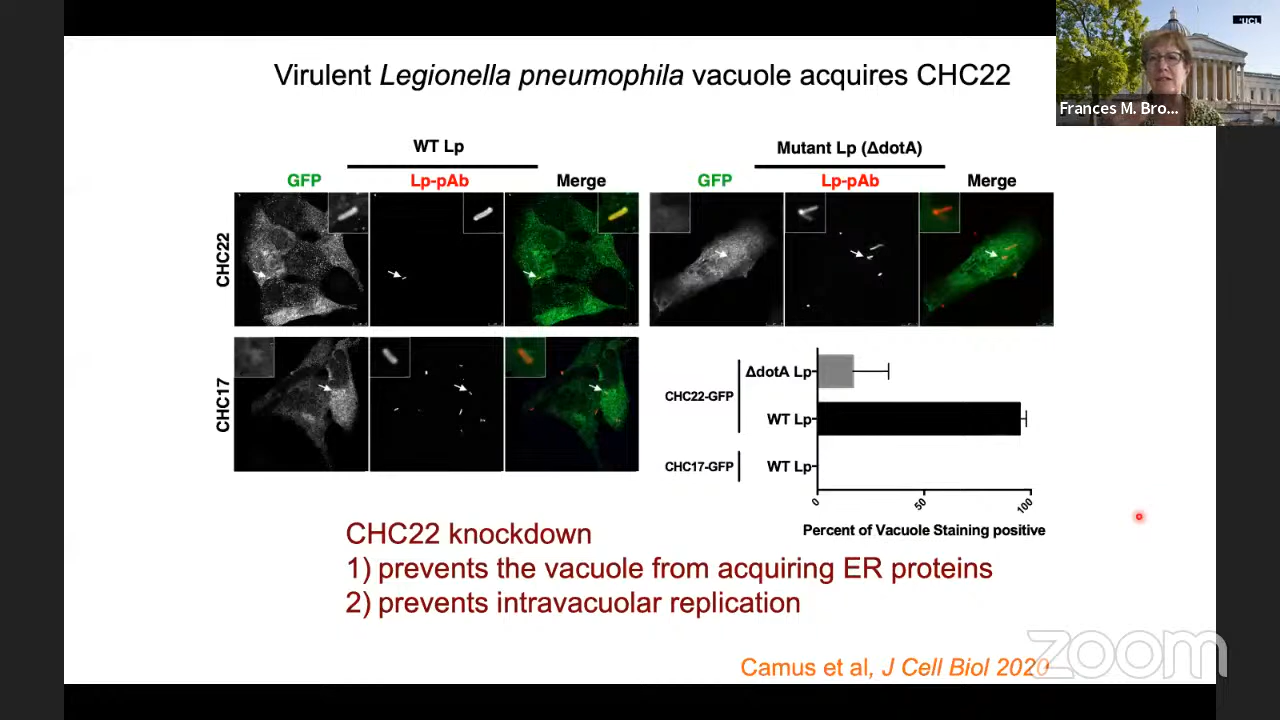 Virulent Legionella pneumophila vacuole acquires CHC22
UCL
Frances M. Bro...
WT Lp
Mutant Lp (ΔdotA)
GFP
Lp-pAb
Merge
GFP
Lp-pAb
Merge
CHC22
CHC17
CHC22-GFP
ΔdotA Lp
WT Lp
CHC17-GFP
WT Lp
0
50
100
Percent of Vacuole Staining positive
CHC22 knockdown
1) prevents the vacuole from acquiring ER proteins
2) prevents intravacuolar replication
Camus et al, J Cell Biol 2020
zoom